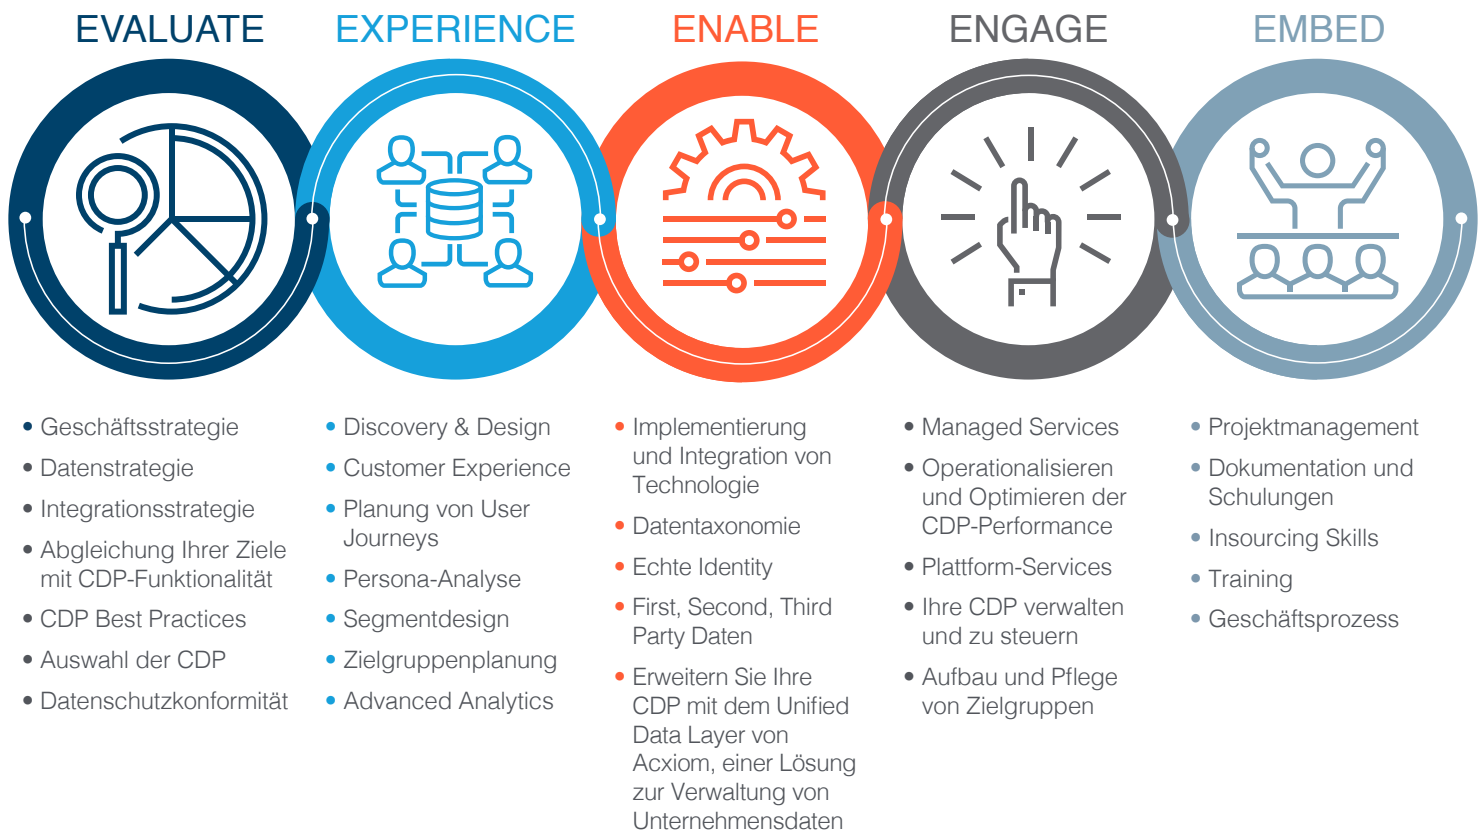 EVALUATE
EXPERIENCE
ENABLE
ENGAGE
EMBED
• Geschäftsstrategie
• Datenstrategie
• Integrationsstrategie
• Abgleichung Ihrer Ziele
mit CDP-Funktionalität
• CDP Best Practices
• Auswahl der CDP
• Datenschutzkonformität
• Discovery & Design
• Customer Experience
• Planung von User
Journeys
• Persona-Analyse
• Segmentdesign
• Zielgruppenplanung
• Advanced Analytics
• Implementierung
und Integration von
Technologie
• Datentaxonomie
• Echte Identity
• First, Second, Third
Party Daten
• Erweitern Sie Ihre
CDP mit dem Unified
Data Layer von
Acxiom, einer Lösung
zur Verwaltung von
Unternehmensdaten
• Managed Services
• Operationalisieren
und Optimieren der
CDP-Performance
• Plattform-Services
• Ihre CDP verwalten
und zu steuern
• Aufbau und Pflege
von Zielgruppen
• Projektmanagement
• Dokumentation und
Schulungen
• Insourcing Skills
• Training
• Geschäftsprozess